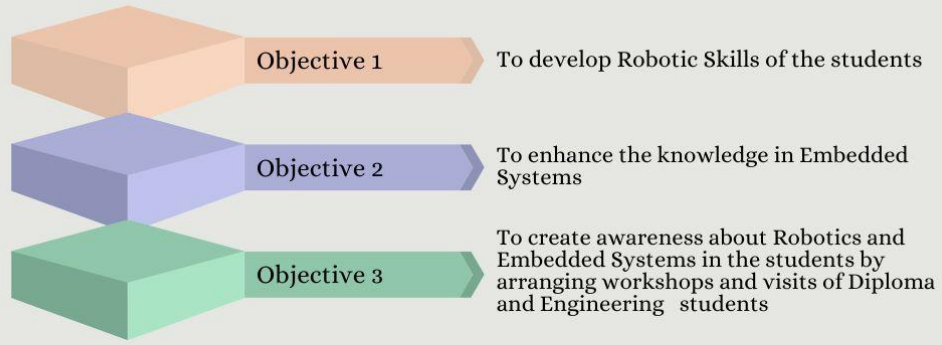 Objective 1
To develop Robotic Skills of the students
Objective 2
To enhance the knowledge in Embedded
Systems
Objective 3
To create awareness about Robotics and
Embedded Systems in the students by
arranging workshops and visits of Diploma
and Engineering students